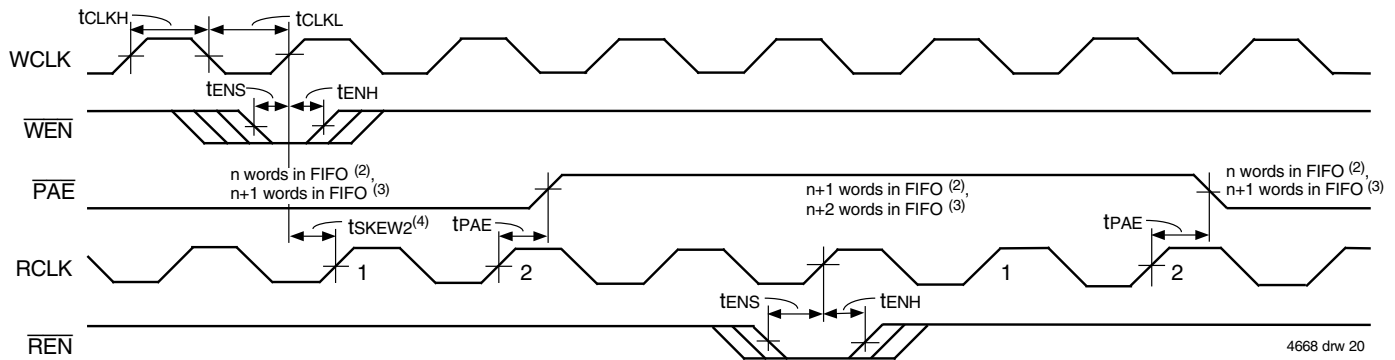 tCLKH
tCLKL
WCLK
tENS
tENH
WEN
n words in FIFO (2),
n+1 words in FIFO (3)
PAE
n+1 words in FIFO (2),
n+2 words in FIFO (3)
n words in FIFO (2),
n+1 words in FIFO (3)
tSKEW2(4)
tPAE
tPAE
RCLK
1
2
1
2
tENS
tENH
REN
4668 drw 20